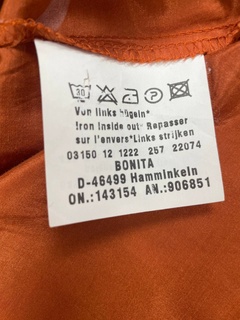 30 P
Von links bügeln*
Iron inside out* Repasser
sur l'envers*Links strijken
03150 12 1222 257 22074
BONITA
D-46499 Hamminkeln
ON.:143154 AN.:906851